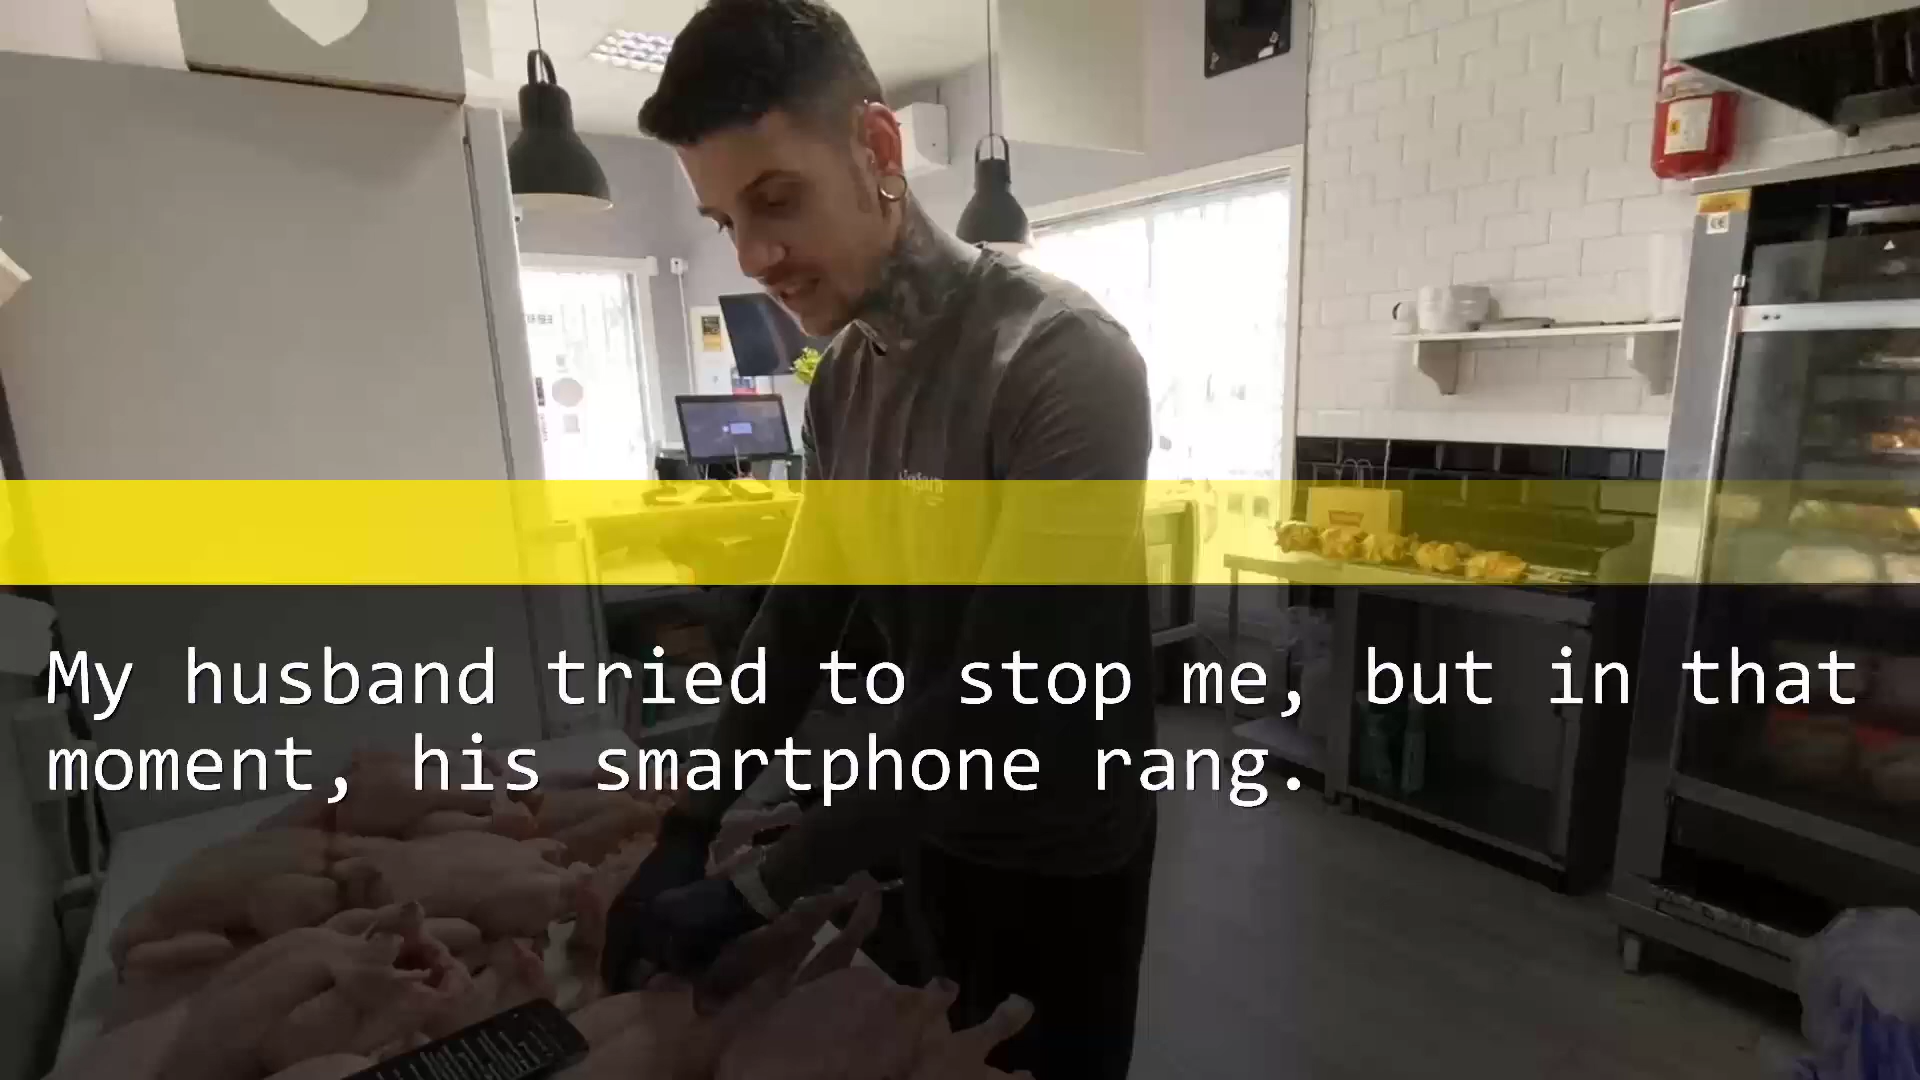 My husband tried to stop me, but in that
moment, his smartphone rang.